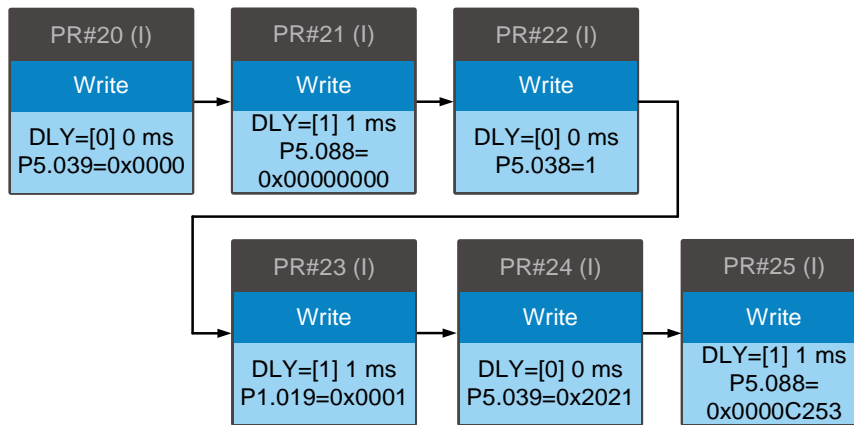 PR#20 (I)
Write
DLY=[0] 0 ms
P5.039=0x0000
PR#21 (I)
Write
DLY=[1] 1 ms
P5.088=
0x00000000
PR#22 (I)
Write
DLY=[0] 0 ms
P5.038=1
PR#23 (I)
Write
DLY=[1] 1 ms
P1.019=0x0001
PR#24 (I)
Write
DLY=[0] 0 ms
P5.039=0x2021
PR#25 (I)
Write
DLY=[1] 1 ms
P5.088=
0x0000C253